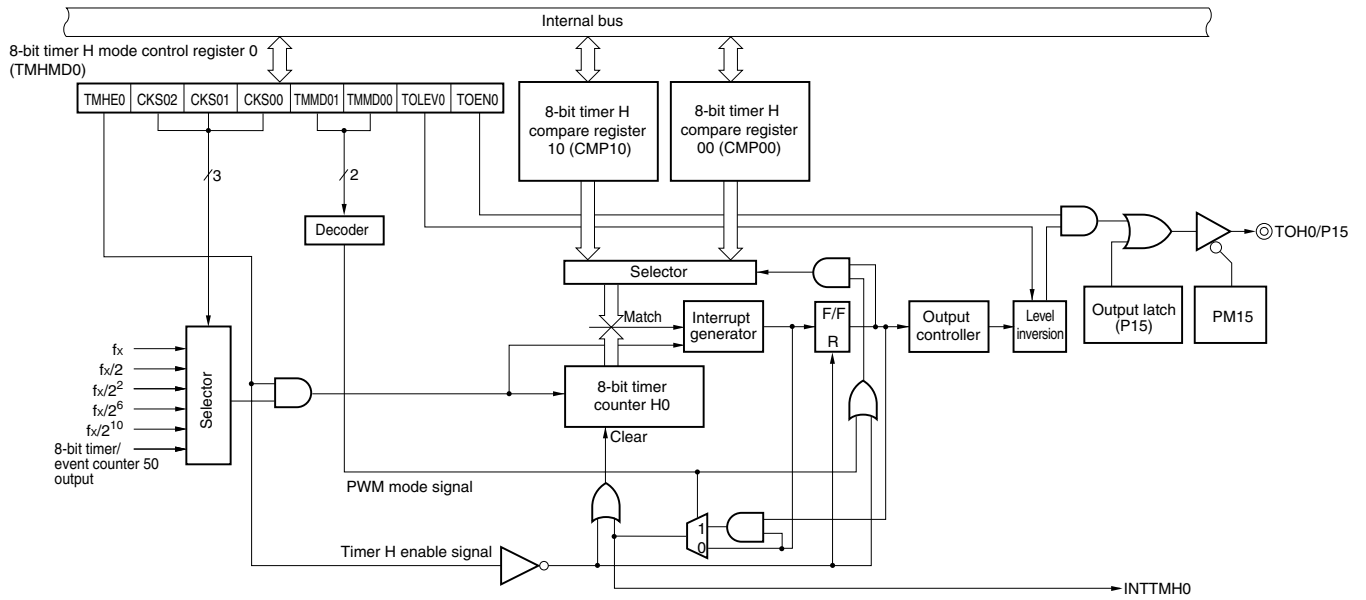 Internal bus
8-bit timer H mode control register 0
(TMHMD0)
TMHE0 CKS02 CKS01 CKS00 TMMD01 TMMD00 TOLEV0 TOEN0
8-bit timer H
compare register
10 (CMP10)
8-bit timer H
compare register
00 (CMP00)
3
2
Decoder
TOH0/P15
Selector
Match
Interrupt
generator
F/F
R
Output
controller
Level
inversion
Output latch
(P15)
PM15
fx
fx/2
fx/2²
fx/2⁶
fx/2¹⁰
8-bit timer/
event counter 50
output
Selector
8-bit timer
counter H0
Clear
PWM mode signal
1
0
Timer H enable signal
INTTMH0